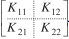 [ K₁₁ K₁₂
K₂₁ K₂₂ ]